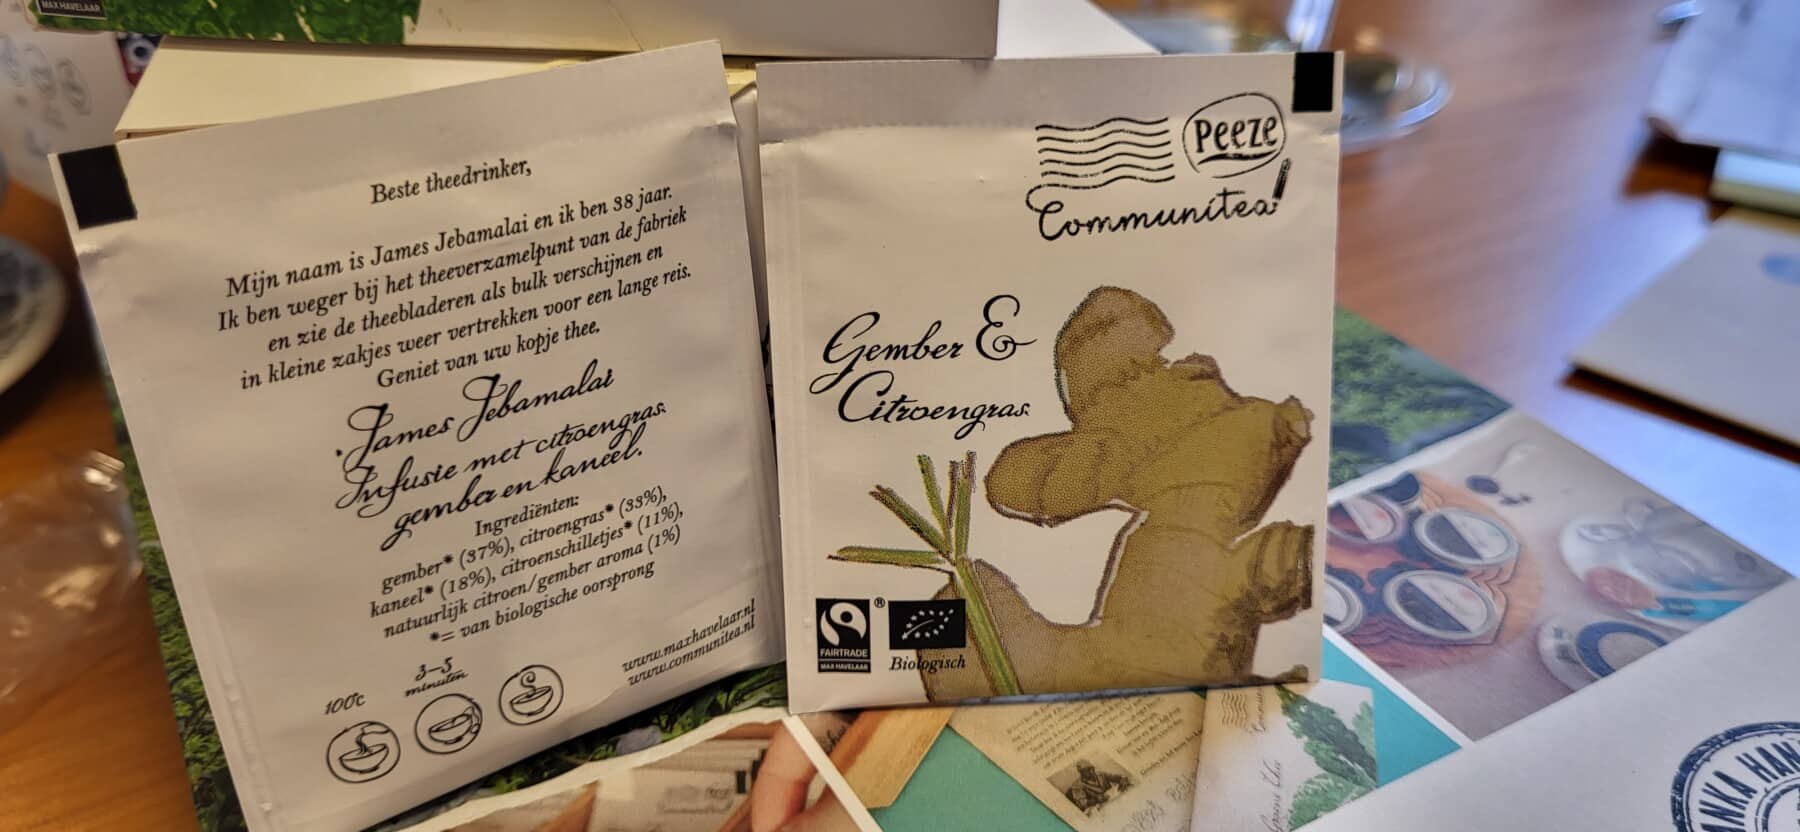 MAX HAVELAAR
Beste theedrinker,
Mijn naam is James Jebamalai en ik ben 38 jaar.
Ik ben weger bij het theeverzamelpunt van de fabriek
en zie de theebladeren als bulk verschijnen en
in kleine zakjes weer vertrekken voor een lange reis.
Geniet van uw kopje thee.
James Jebamalai
Infusie met citroengras,
gember en kaneel.
Ingrediënten:
gember* (37%), citroengras* (33%),
kaneel* (18%), citroenschilletjes* (11%),
natuurlijk citroen/gember aroma (1%)
*= van biologische oorsprong
www.maxhavelaar.nl
www.communitea.nl
100°c
3-5
minuten
Peeze
Communitea
Gember &
Citroengras
FAIRTRADE
MAX HAVELAAR
®
Biologisch